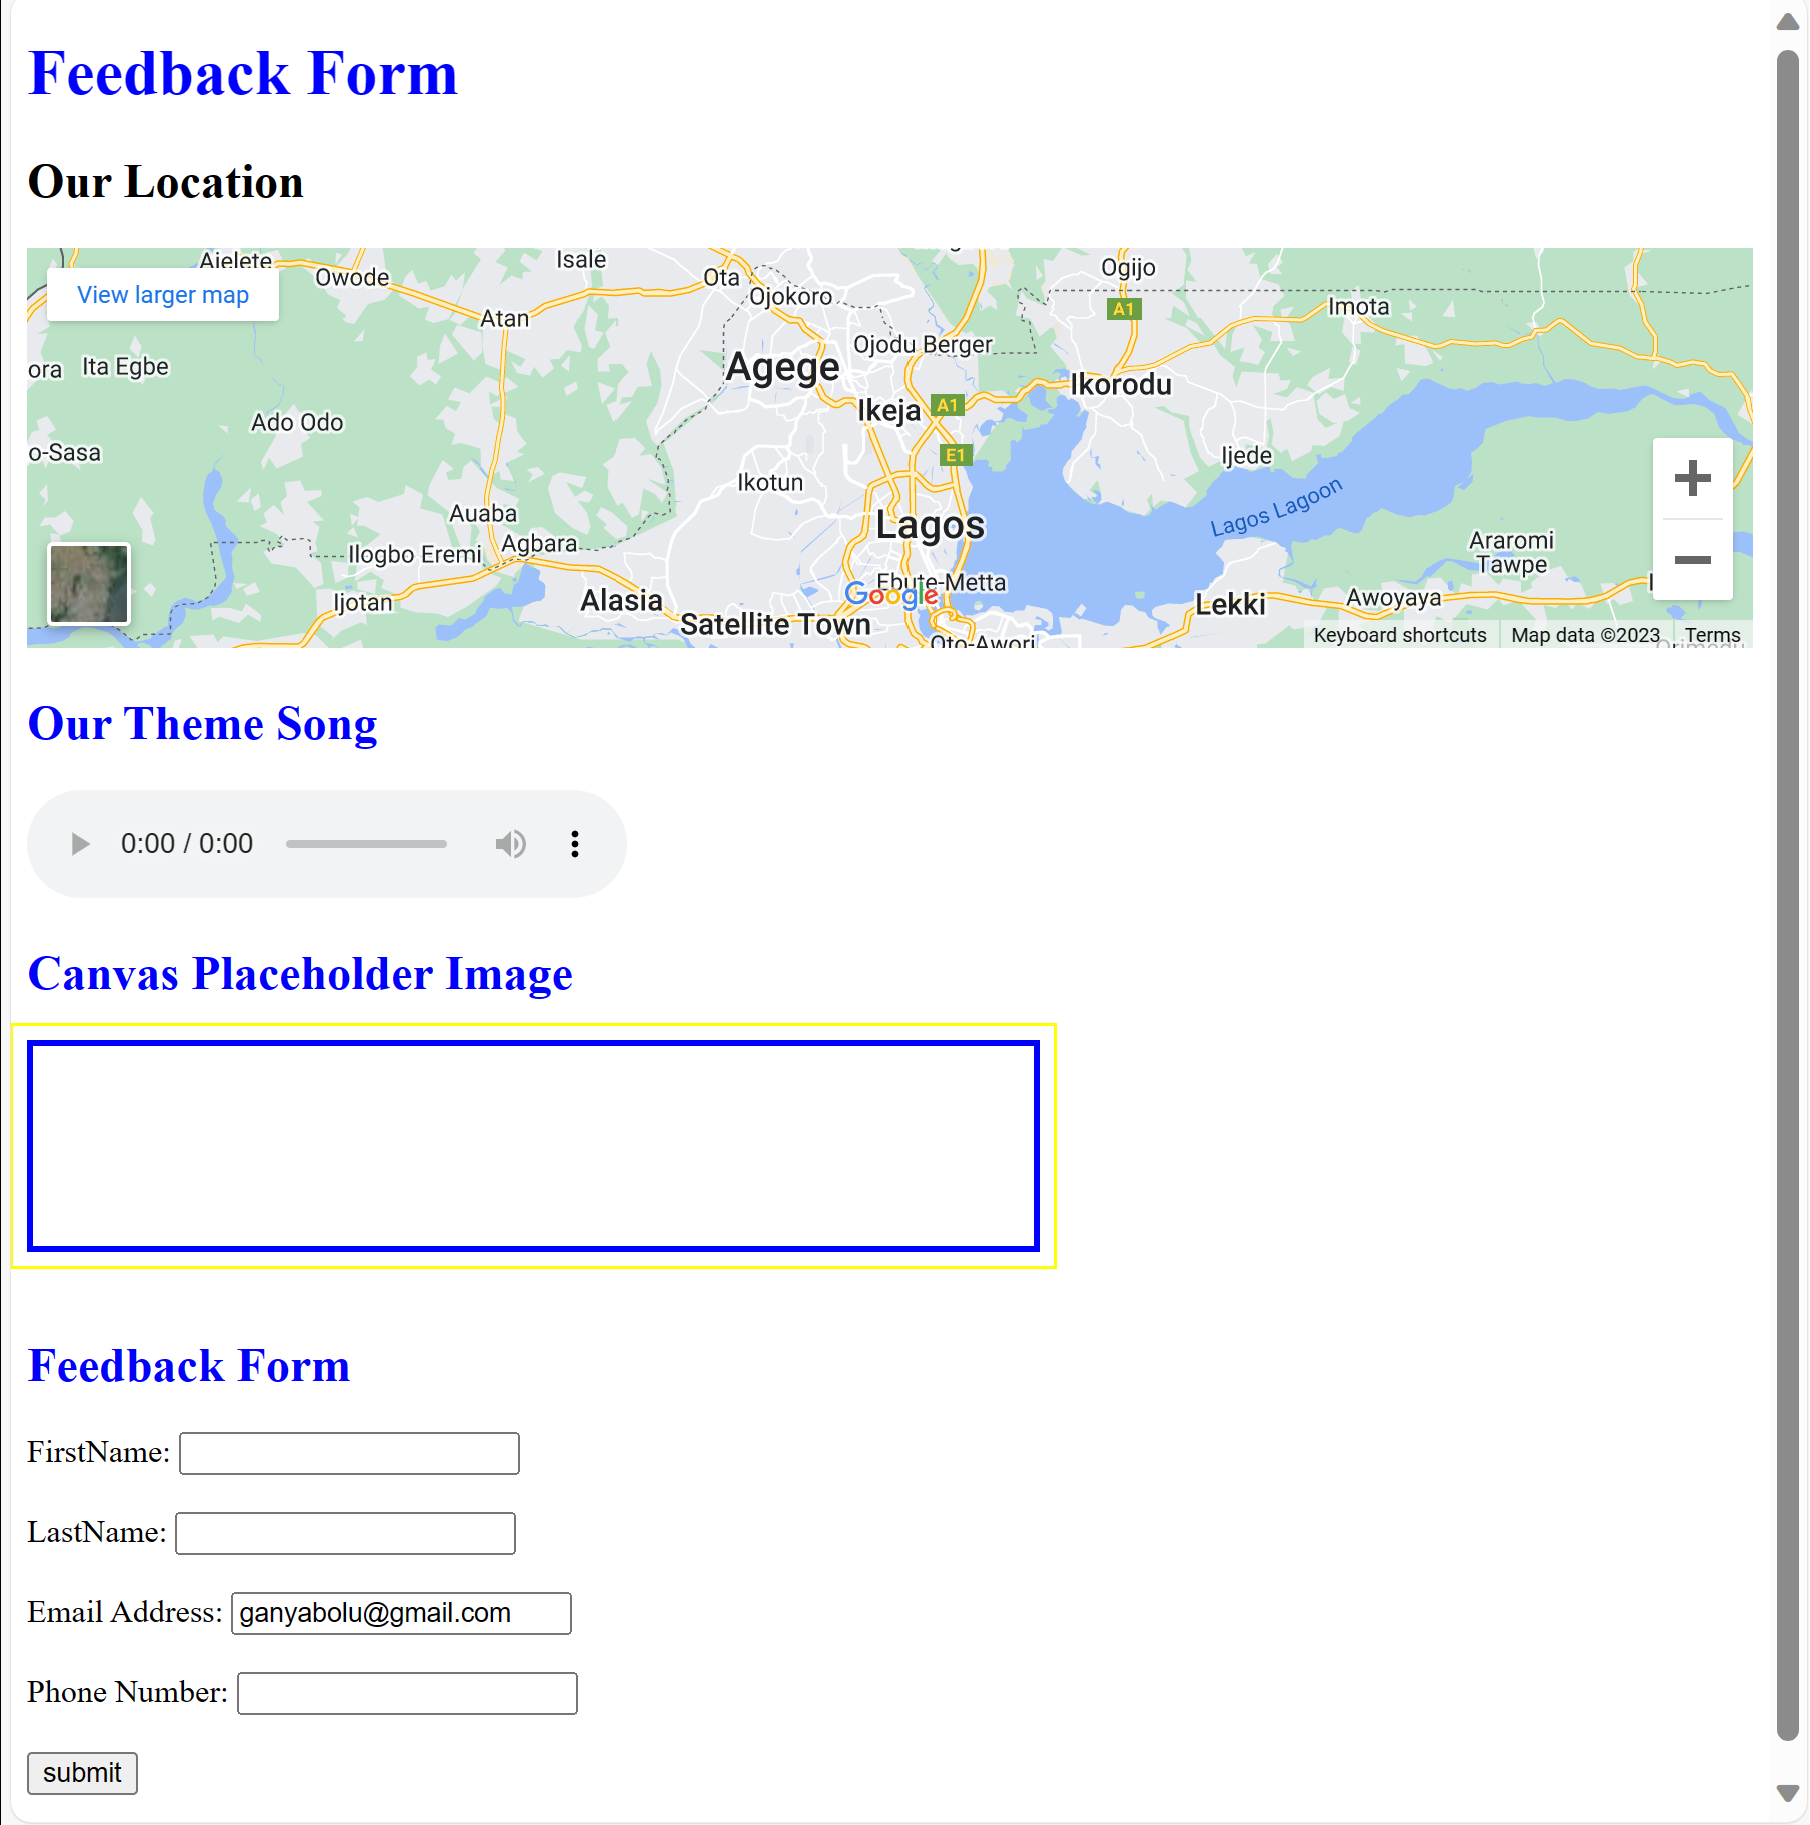 Feedback Form
Our Location
Isale
Ajelete
Ogijo
Owode
Ota
View larger map
Ojokoro
Imota
A1
Atan
Ojodu Berger
ora
Ita Egbe
Agege
Ikorodu
Ikeja
A1
Ado Odo
o-Sasa
E1
Ijede
Ikotun
Lagos Lagoon
Auaba
Lagos
Ilogbo Eremi
Agbara
Araromi
Tawpe
Ebute-Metta
Google
Ijotan
Alasia
Lekki
Awoyaya
Satellite Town
Oto-Awori
Keyboard shortcuts
Map data ©2023
Terms
Our Theme Song
0:00 / 0:00
Canvas Placeholder Image
Feedback Form
FirstName:
LastName:
Email Address: ganyabolu@gmail.com
Phone Number:
submit